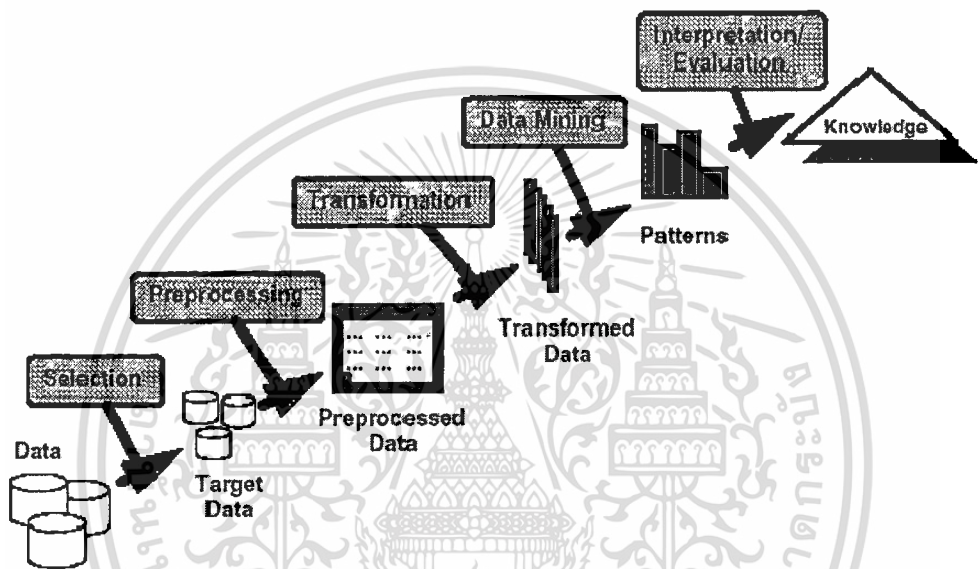 Interpretation/
Evaluation
Data Mining
Knowledge
Transformation
Patterns
Preprocessing
Transformed
Data
Selection
Preprocessed
Data
Data
Target
Data